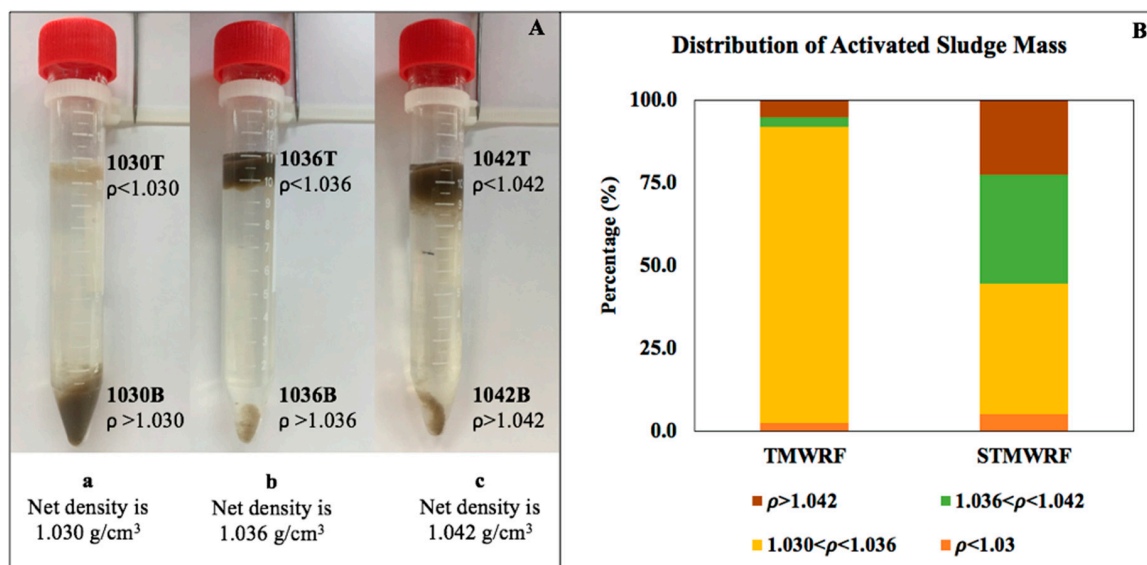 A
1030T
ρ<1.030
1030B
ρ >1.030
1036T
ρ<1.036
1036B
ρ >1.036
1042T
ρ<1.042
1042B
ρ>1.042
a
Net density is
1.030 g/cm³
b
Net density is
1.036 g/cm³
c
Net density is
1.042 g/cm³
B
Distribution of Activated Sludge Mass
Percentage (%)
100.0
75.0
50.0
25.0
0.0
TMWRF
STMWRF
ρ>1.042
1.036<ρ<1.042
1.030<ρ<1.036
ρ<1.03